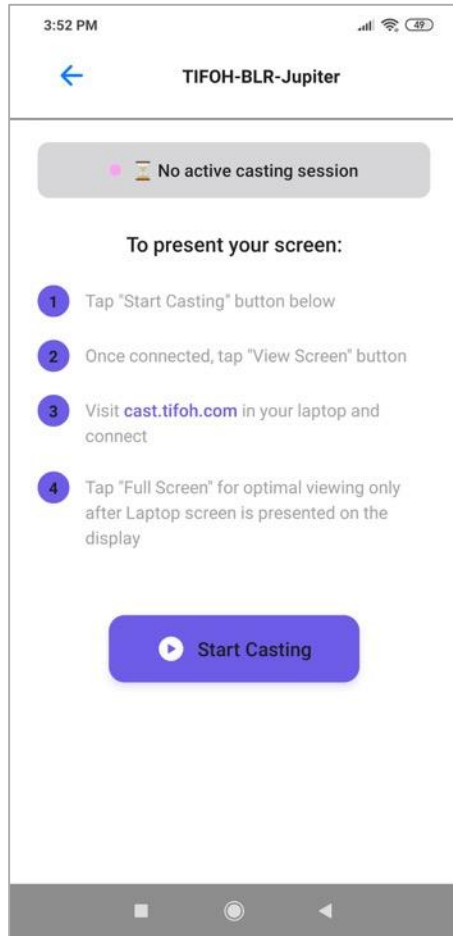 3:52 PM
49
TIFOH-BLR-Jupiter
⏳ No active casting session
To present your screen:
1 Tap "Start Casting" button below
2 Once connected, tap "View Screen" button
3 Visit cast.tifoh.com in your laptop and
connect
4 Tap "Full Screen" for optimal viewing only
after Laptop screen is presented on the
display
Start Casting